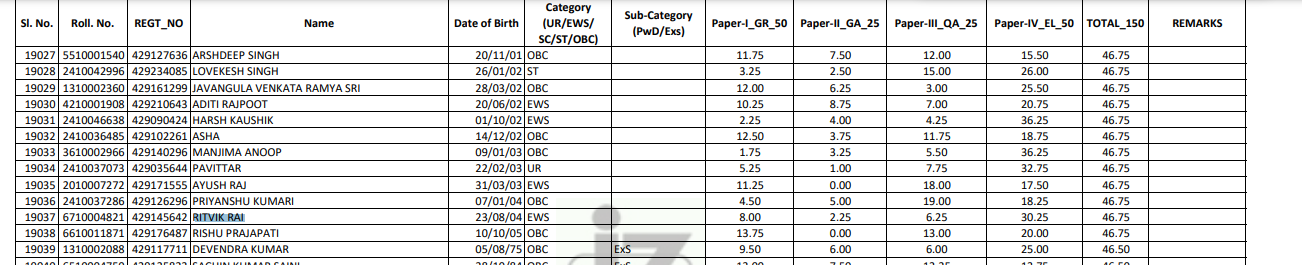 Sl. No. Roll. No. REGT_NO Name Date of Birth Category (UR/EWS/ SC/ST/OBC) Sub-Category (PwD/Exs) Paper-I_GR_50 Paper-II_GA_25 Paper-III_QA_25 Paper-IV_EL_50 TOTAL_150 REMARKS
19027 5510001540 429127636 ARSHDEEP SINGH 20/11/01 OBC 11.75 7.50 12.00 15.50 46.75
19028 2410042996 429234085 LOVEKESH SINGH 26/01/02 ST 3.25 2.50 15.00 26.00 46.75
19029 1310002360 429161299 JAVANGULA VENKATA RAMYA SRI 28/03/02 OBC 12.00 6.25 3.00 25.50 46.75
19030 4210001908 429210643 ADITI RAJPOOT 20/06/02 EWS 10.25 8.75 7.00 20.75 46.75
19031 2410046638 429090424 HARSH KAUSHIK 01/10/02 EWS 2.25 4.00 4.25 36.25 46.75
19032 2410036485 429102261 ASHA 14/12/02 OBC 12.50 3.75 11.75 18.75 46.75
19033 3610002966 429140296 MANJIMA ANOOP 09/01/03 OBC 1.75 3.25 5.50 36.25 46.75
19034 2410037073 429035644 PAVITTAR 22/02/03 UR 5.25 1.00 7.75 32.75 46.75
19035 2010007272 429171555 AYUSH RAJ 31/03/03 EWS 11.25 0.00 18.00 17.50 46.75
19036 2410037286 429126296 PRIYANSHU KUMARI 07/01/04 OBC 4.50 5.00 19.00 18.25 46.75
19037 6710004821 429145642 RITVIK RAI 23/08/04 EWS 8.00 2.25 6.25 30.25 46.75
19038 6610011871 429176487 RISHU PRAJAPATI 10/10/05 OBC 13.75 0.00 13.00 20.00 46.75
19039 1310002088 429117711 DEVENDRA KUMAR 05/08/75 OBC ExS 9.50 6.00 6.00 25.00 46.50